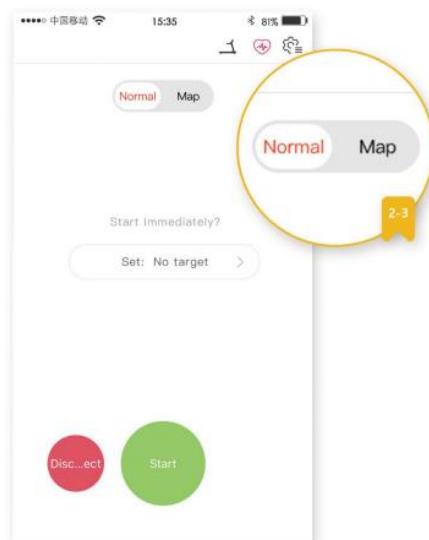 中国移动 15:35 81%
Normal Map
Normal Map
2-3
Start Immediately?
Set: No target
Disc...ect Start